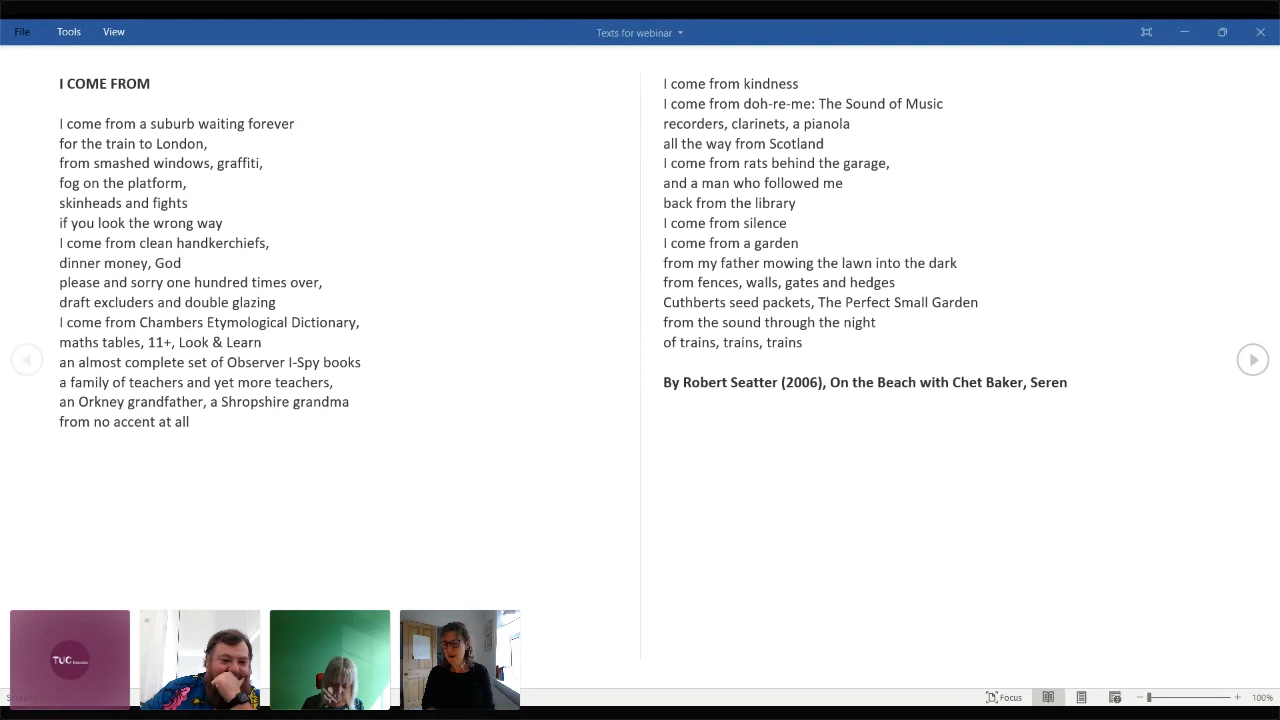 File Tools View Texts for webinar
I COME FROM
I come from a suburb waiting forever
for the train to London,
from smashed windows, graffiti,
fog on the platform,
skinheads and fights
if you look the wrong way
I come from clean handkerchiefs,
dinner money, God
please and sorry one hundred times over,
draft excluders and double glazing
I come from Chambers Etymological Dictionary,
maths tables, 11+, Look & Learn
an almost complete set of Observer I-Spy books
a family of teachers and yet more teachers,
an Orkney grandfather, a Shropshire grandma
from no accent at all
I come from kindness
I come from doh-re-me: The Sound of Music
recorders, clarinets, a pianola
all the way from Scotland
I come from rats behind the garage,
and a man who followed me
back from the library
I come from silence
I come from a garden
from my father mowing the lawn into the dark
from fences, walls, gates and hedges
Cuthberts seed packets, The Perfect Small Garden
from the sound through the night
of trains, trains, trains
By Robert Seatter (2006), On the Beach with Chet Baker, Seren
TUC
Focus 100%